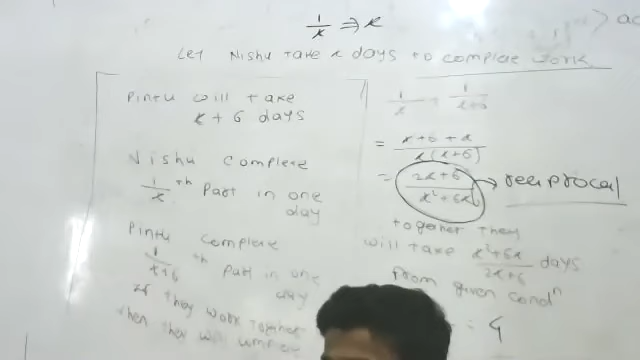 1/x ⇒ x
Let Nishu take x days to complete work
Pintu will take
x + 6 days
Nishu complete
1/x th Part in one
day
Pintu complete
1/x+6 th part in one
day
If they work together
then they will complete
1/x + 1/x+6
= x+6+x / x(x+6)
= 2x+6 / x²+6x → reciprocal
together they
will take x²+6x / 2x+6 days
From given condⁿ
= 4